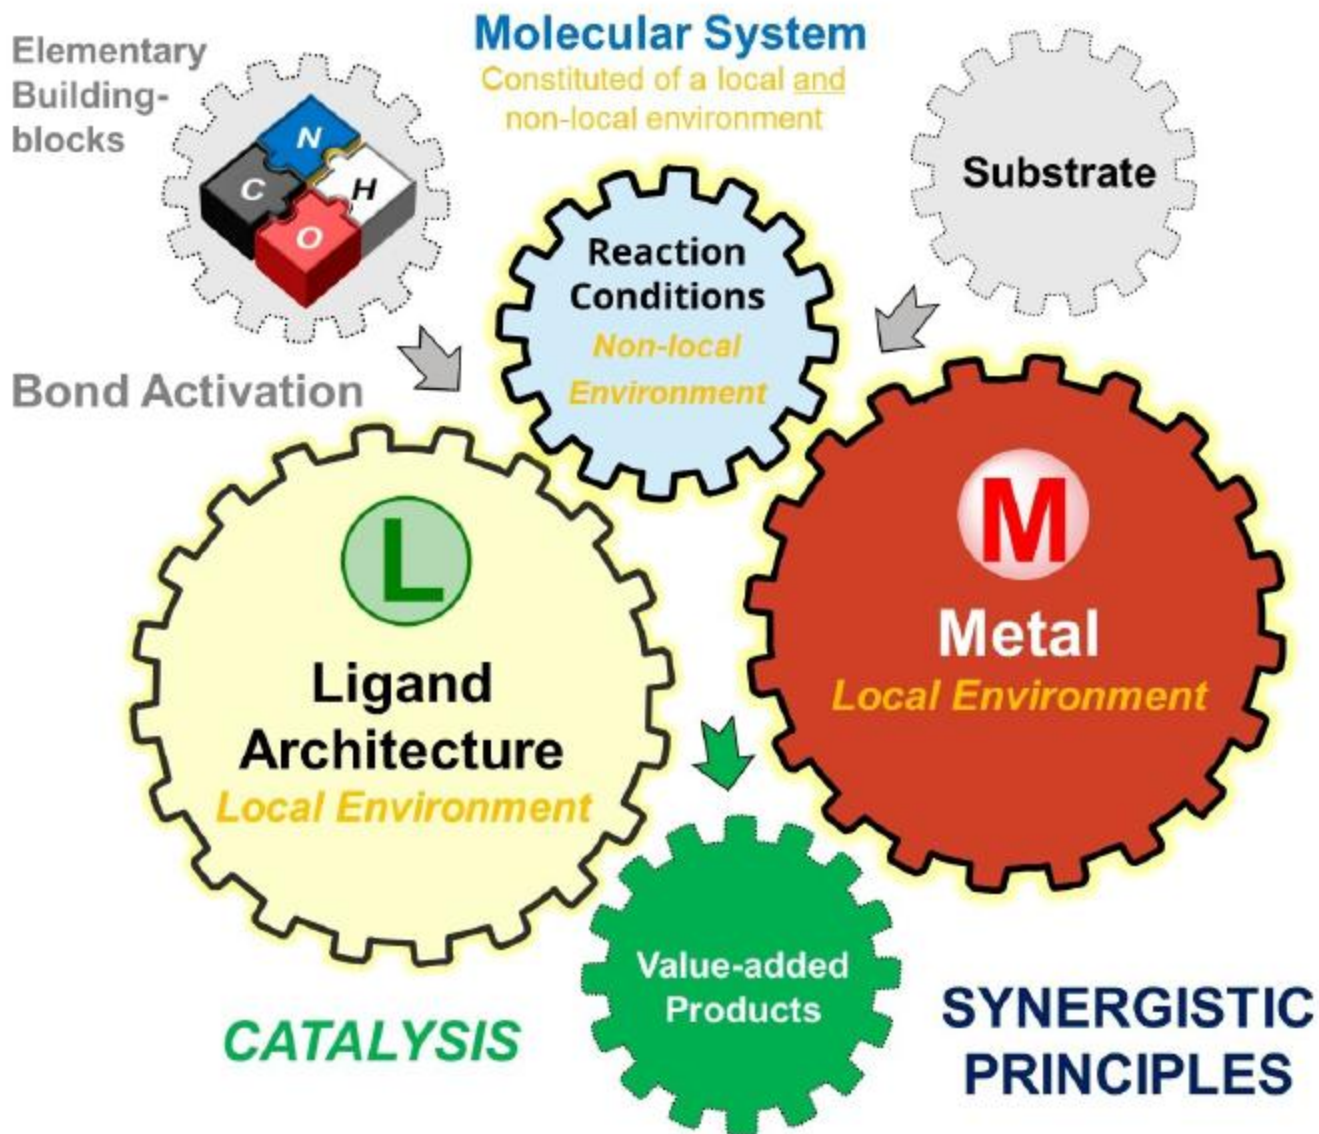 Elementary
Building-
blocks
N
C
H
O
Molecular System
Constituted of a local and
non-local environment
Substrate
Reaction
Conditions
Non-local
Environment
Bond Activation
L
Ligand
Architecture
Local Environment
M
Metal
Local Environment
Value-added
Products
CATALYSIS
SYNERGISTIC
PRINCIPLES